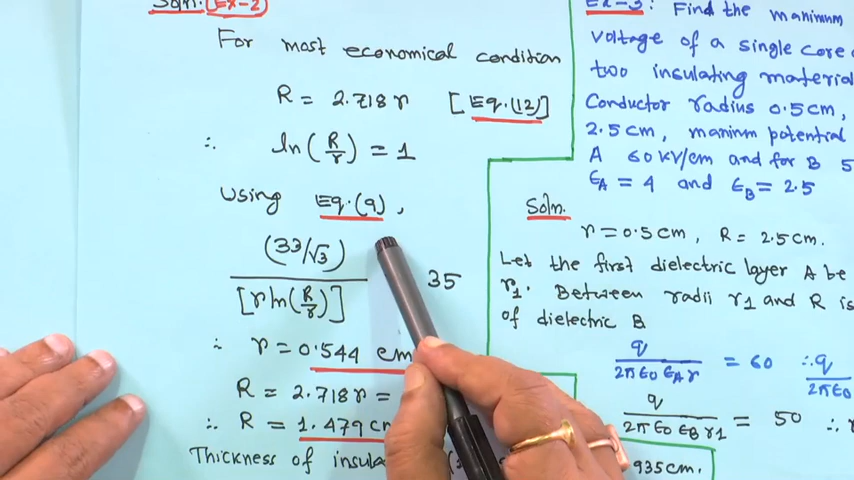 Soln. (Ex-2)
For most economical condition
R = 2.718 r [Eq.(12)]
∴ ln(R/r) = 1
Using Eq.(9),
(33/√3)
[r ln(R/r)]
35
∴ r = 0.544 cm
R = 2.718 r =
∴ R = 1.479 cm
Thickness of insula
935 cm.
Ex-3: Find the maninum
voltage of a single core
two insulating material
Conductor radius 0.5 cm,
2.5 cm, maninm potential
A 60 kV/cm and for B 5
ϵA = 4 and ϵB = 2.5
Soln.
r = 0.5 cm, R = 2.5 cm.
Let the first dielectric layer A be
r1. Between radii r1 and R is
of dielectric B
q/(2πϵ0 ϵA r) = 60 ∴ q/(2πϵ0
q/(2πϵ0 ϵB r1) = 50 ∴